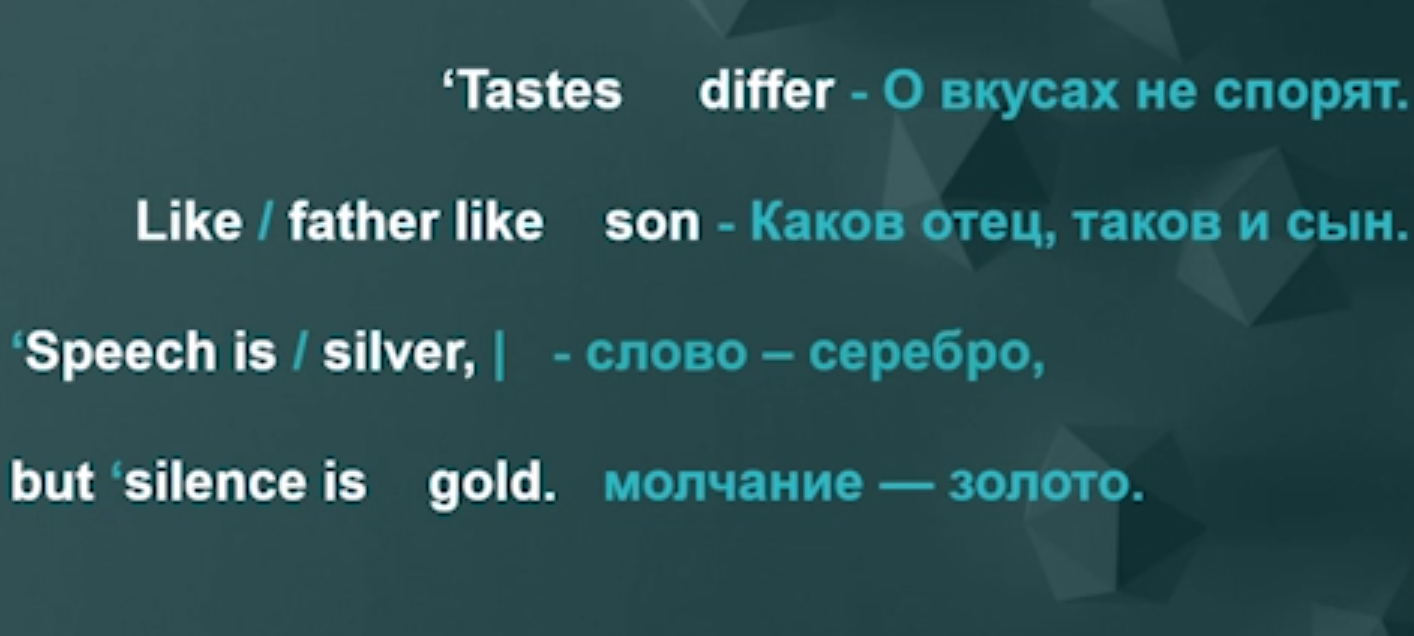 ‘Tastes differ - О вкусах не спорят.
Like / father like son - Каков отец, таков и сын.
‘Speech is / silver, | - слово – серебро,
but ‘silence is gold. молчание — золото.